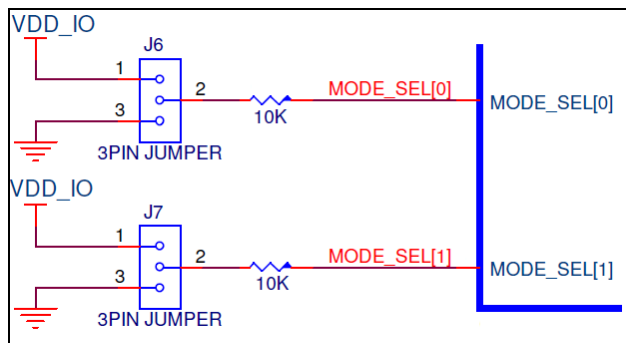 VDD_IO
J6
1
2
3
MODE_SEL[0]
MODE_SEL[0]
10K
3PIN JUMPER
VDD_IO
J7
1
2
3
MODE_SEL[1]
MODE_SEL[1]
10K
3PIN JUMPER